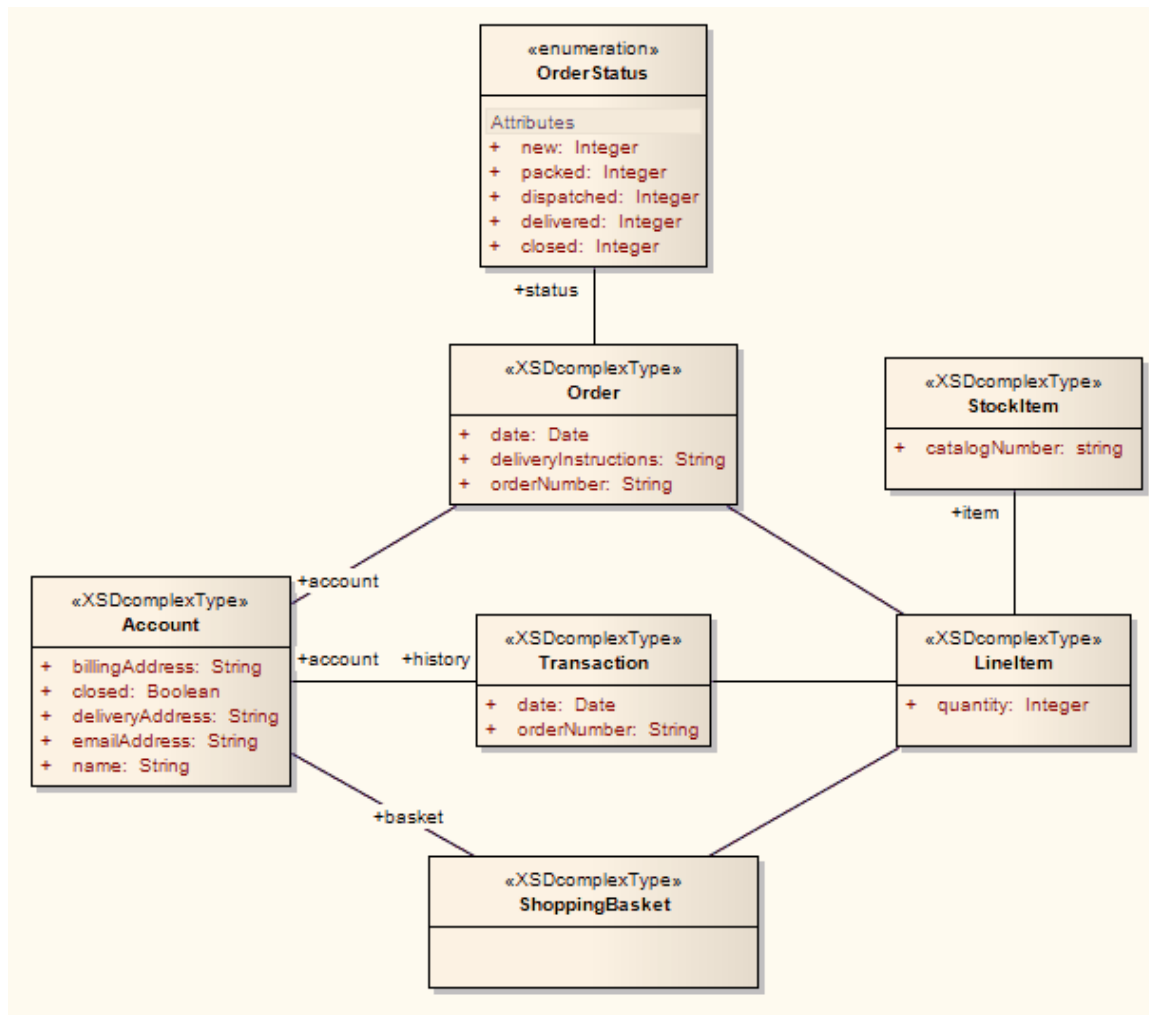 «enumeration»
OrderStatus
Attributes
+ new: Integer
+ packed: Integer
+ dispatched: Integer
+ delivered: Integer
+ closed: Integer
+status
«XSDcomplexType»
Order
+ date: Date
+ deliveryInstructions: String
+ orderNumber: String
«XSDcomplexType»
StockItem
+ catalogNumber: string
+item
+account
«XSDcomplexType»
Account
+ billingAddress: String
+ closed: Boolean
+ deliveryAddress: String
+ emailAddress: String
+ name: String
+account +history
«XSDcomplexType»
Transaction
+ date: Date
+ orderNumber: String
«XSDcomplexType»
LineItem
+ quantity: Integer
+basket
«XSDcomplexType»
ShoppingBasket